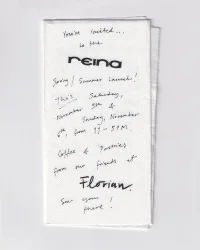 You're invited...
to the
reina
Spring / Summer Launch!
This Saturday,
November 5th &
Sunday, November
6th, from 11-5PM.
Coffee & Pastries
from our friends at
Florian.
See you
there!